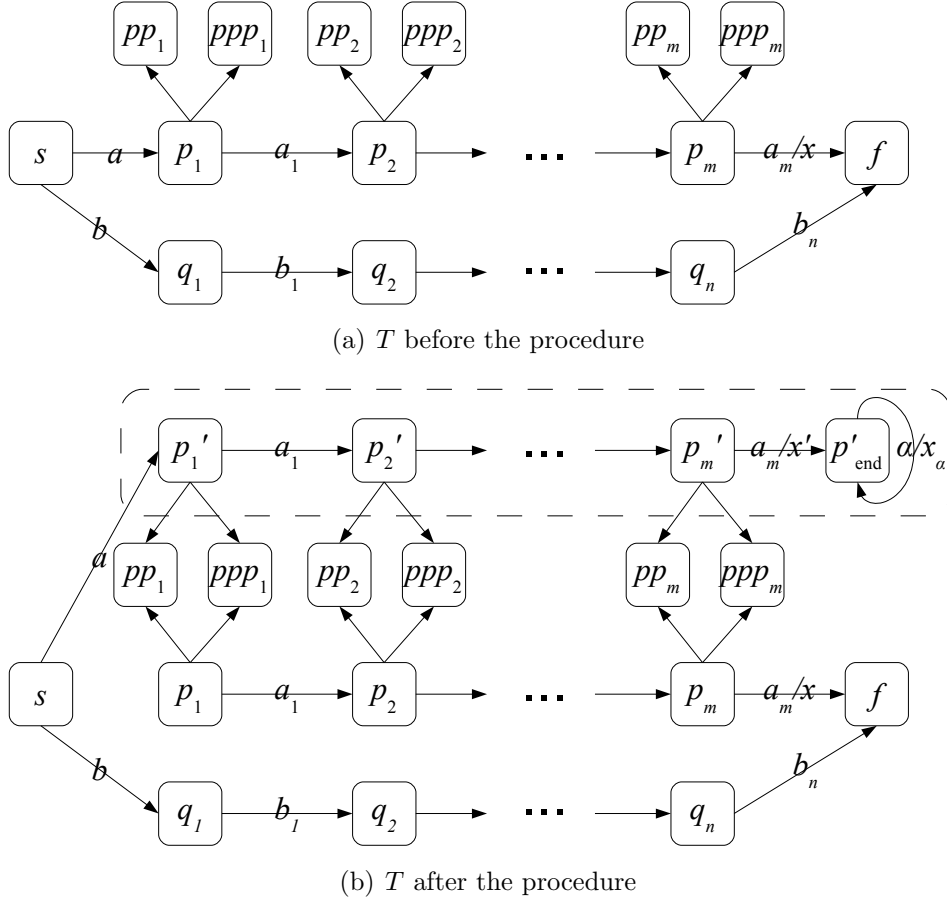 pp₁ ppp₁ pp₂ ppp₂ ppₘ pppₘ
s a p₁ a₁ p₂ ... pₘ aₘ/x f
b bₙ
q₁ b₁ q₂ ... qₙ
(a) T before the procedure
p₁′ a₁ p₂′ ... pₘ′ aₘ/x′ p′end α/xα
a pp₁ ppp₁ pp₂ ppp₂ ppₘ pppₘ
s p₁ a₁ p₂ ... pₘ aₘ/x f
b bₙ
q₁ b₁ q₂ ... qₙ
(b) T after the procedure